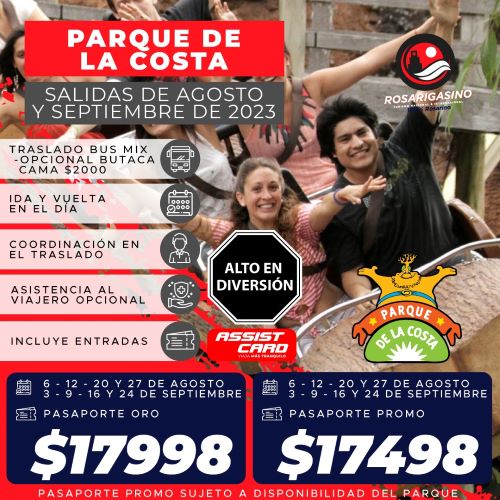 PARQUE DE
LA COSTA
SALIDAS DE AGOSTO
Y SEPTIEMBRE DE 2023
ROSARIGASINO
TRASLADO BUS MIX
-OPCIONAL BUTACA
CAMA $2000
IDA Y VUELTA
EN EL DÍA
COORDINACIÓN EN
EL TRASLADO
ASISTENCIA AL
VIAJERO OPCIONAL
INCLUYE ENTRADAS
ALTO EN
DIVERSIÓN
ASSIST
CARD
VIAJA MÁS TRANQUILO
PARQUE
DE LA COSTA
6 - 12 - 20 Y 27 DE AGOSTO
3 - 9 - 16 Y 24 DE SEPTIEMBRE
PASAPORTE ORO
$17998
6 - 12 - 20 Y 27 DE AGOSTO
3 - 9 - 16 Y 24 DE SEPTIEMBRE
PASAPORTE PROMO
$17498
PASAPORTE PROMO SUJETO A DISPONIBILIDAD DEL PARQUE